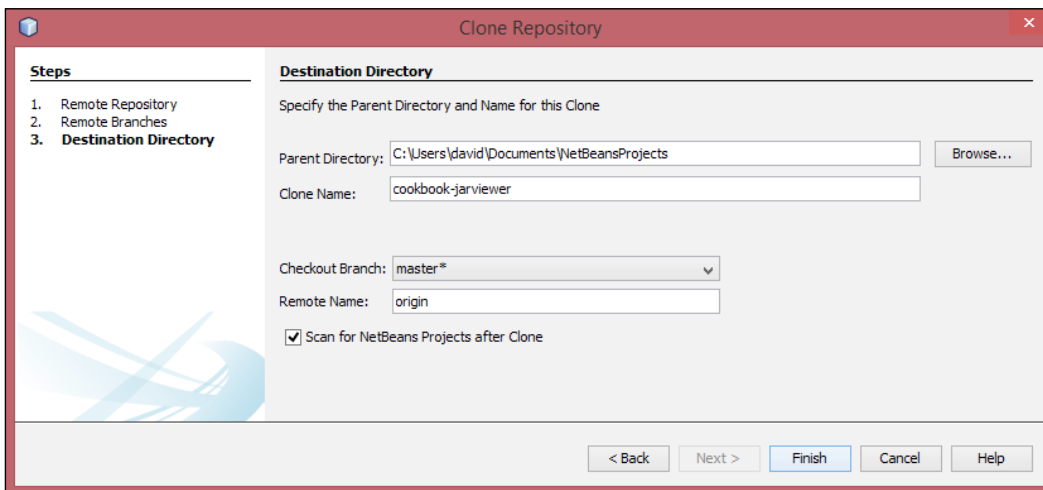 Clone Repository
Steps
1. Remote Repository
2. Remote Branches
3. Destination Directory
Destination Directory
Specify the Parent Directory and Name for this Clone
Parent Directory: C:\Users\david\Documents\NetBeansProjects Browse...
Clone Name: cookbook-jarviewer
Checkout Branch: master*
Remote Name: origin
Scan for NetBeans Projects after Clone
< Back Next > Finish Cancel Help